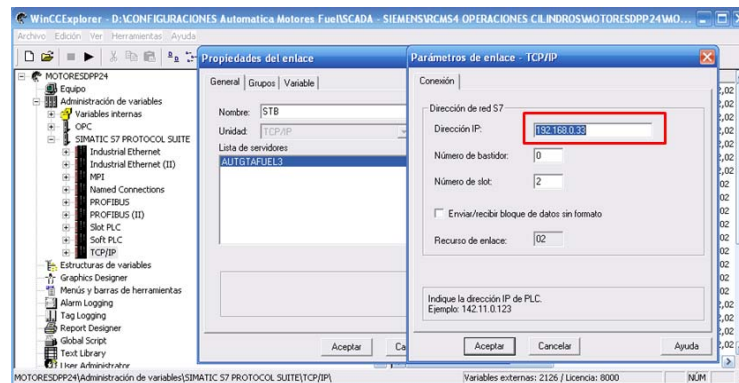 WinCCExplorer - D:\CONFIGURACIONES Automatica Motores Fuel\SCADA - SIEMENS\RCMS4 OPERACIONES CILINDROS\MOTORESDPP24\MO...
Archivo Edición Ver Herramientas Ayuda
MOTORESDPP24
Equipo
Administración de variables
Variables internas
OPC
SIMATIC S7 PROTOCOL SUITE
Industrial Ethernet
Industrial Ethernet (II)
MPI
Named Connections
PROFIBUS
PROFIBUS (II)
Slot PLC
Soft PLC
TCP/IP
Estructuras de variables
Graphics Designer
Menús y barras de herramientas
Alarm Logging
Tag Logging
Report Designer
Global Script
Text Library
User Administrator
Propiedades del enlace
General Grupos Variable
Nombre: STB
Unidad: TCP/IP
Lista de servidores
AUTGTAFUEL3
Aceptar Ca
Parámetros de enlace - TCP/IP
Conexión
Dirección de red S7
Dirección IP: 192.168.0.33
Número de bastidor: 0
Número de slot: 2
Enviar/recibir bloque de datos sin formato
Recurso de enlace: 02
Indique la dirección IP de PLC.
Ejemplo: 142.11.0.123
Aceptar Cancelar Ayuda
MOTORESDPP24\Administración de variables\SIMATIC S7 PROTOCOL SUITE\TCP/IP\ Variables externas: 2126 / Licencia: 8000 NÚM